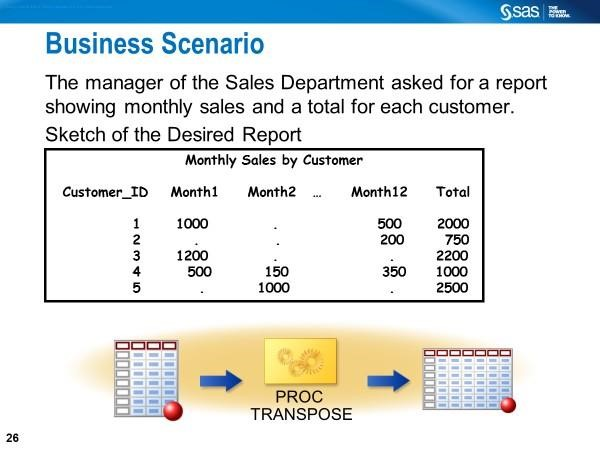 sas THE POWER TO KNOW.
Business Scenario
The manager of the Sales Department asked for a report
showing monthly sales and a total for each customer.
Sketch of the Desired Report
Monthly Sales by Customer
Customer_ID Month1 Month2 … Month12 Total
1 1000 . 500 2000
2 . . 200 750
3 1200 . . 2200
4 500 150 350 1000
5 . 1000 . 2500
PROC
TRANSPOSE
26